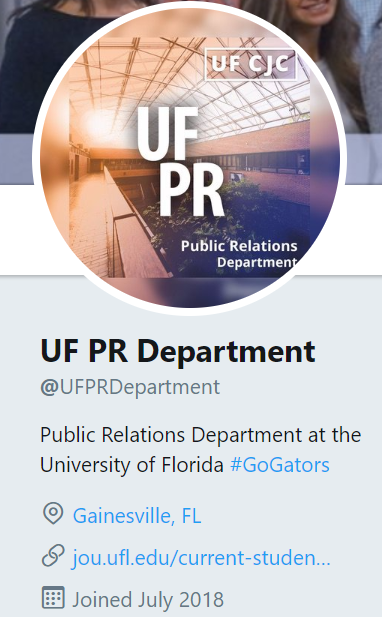 UF CJC
UF
PR
Public Relations
Department
UF PR Department
@UFPRDepartment
Public Relations Department at the
University of Florida #GoGators
Gainesville, FL
jou.ufl.edu/current-studen...
Joined July 2018